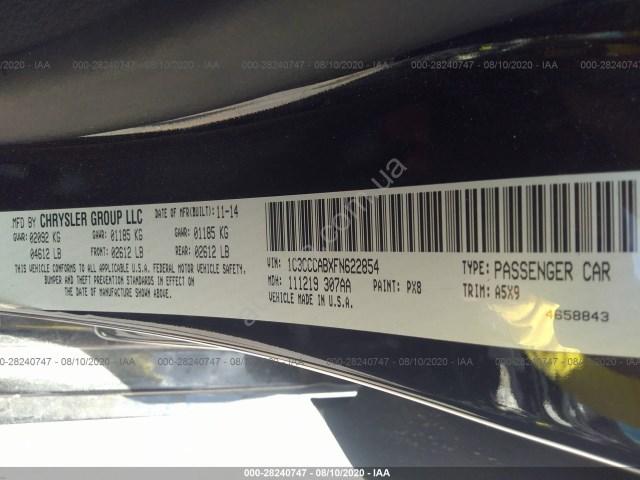 000-28240747 - 08/10/2020 - IAA
MFD BY CHRYSLER GROUP LLC
DATE OF MFR(BUILT): 11-14
GVWR: 02092 KG GAWR: 01185 KG GAWR: 01185 KG
04612 LB FRONT: 02612 LB REAR: 02612 LB
THIS VEHICLE CONFORMS TO ALL APPLICABLE U.S.A. FEDERAL MOTOR VEHICLE SAFETY,
BUMPER AND THEFT PREVENTION STANDARDS IN EFFECT ON
THE DATE OF MANUFACTURE SHOWN ABOVE.
VIN: 1C3CCCABXFN622854
TYPE: PASSENGER CAR
MDH: 111219 307AA PAINT: PX8 TRIM: A5X9
VEHICLE MADE IN U.S.A.
4658843
000-28240747 - 08/10/2020 - IAA